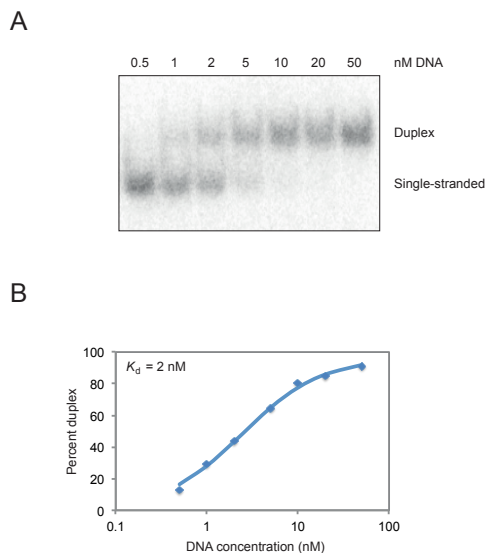 A
0.5 1 2 5 10 20 50 nM DNA
Duplex
Single-stranded
B
K_d = 2 nM
100
80
60
40
20
0
Percent duplex
0.1 1 10 100
DNA concentration (nM)